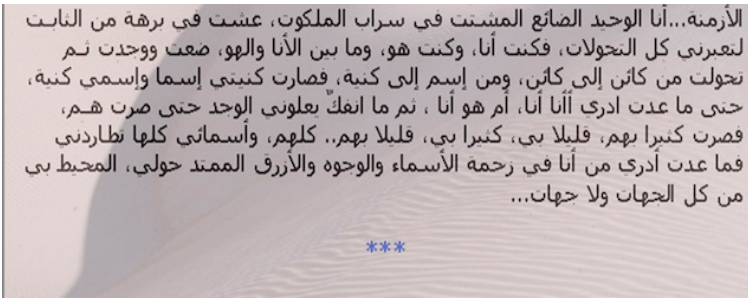 الأزمنة...أنا الوحيد الضائع المشتت في سراب الملكوت، عشت في برهة من الثابت
لتعبرني كل التحولات، فكنت أنا، وكنت هو، وما بين الأنا والهو، ضعت ووجدت ثم
تحولت من كائن إلى كائن، ومن إسم إلى كنية، فصارت كنيتي إسما وإسمي كنية،
حتى ما عدت ادري أأنا أنا، أم هو أنا ، ثم ما انفكّ يعلوني الوجد حتى صرت هم،
فصرت كثيرا بهم، قليلا بي، كثيرا بي، قليلا بهم.. كلهم، وأسمائي كلها تطاردني
فما عدت أدري من أنا في زحمة الأسماء والوجوه والأزرق الممتد حولي، المحيط بي
من كل الجهات ولا جهات...
***